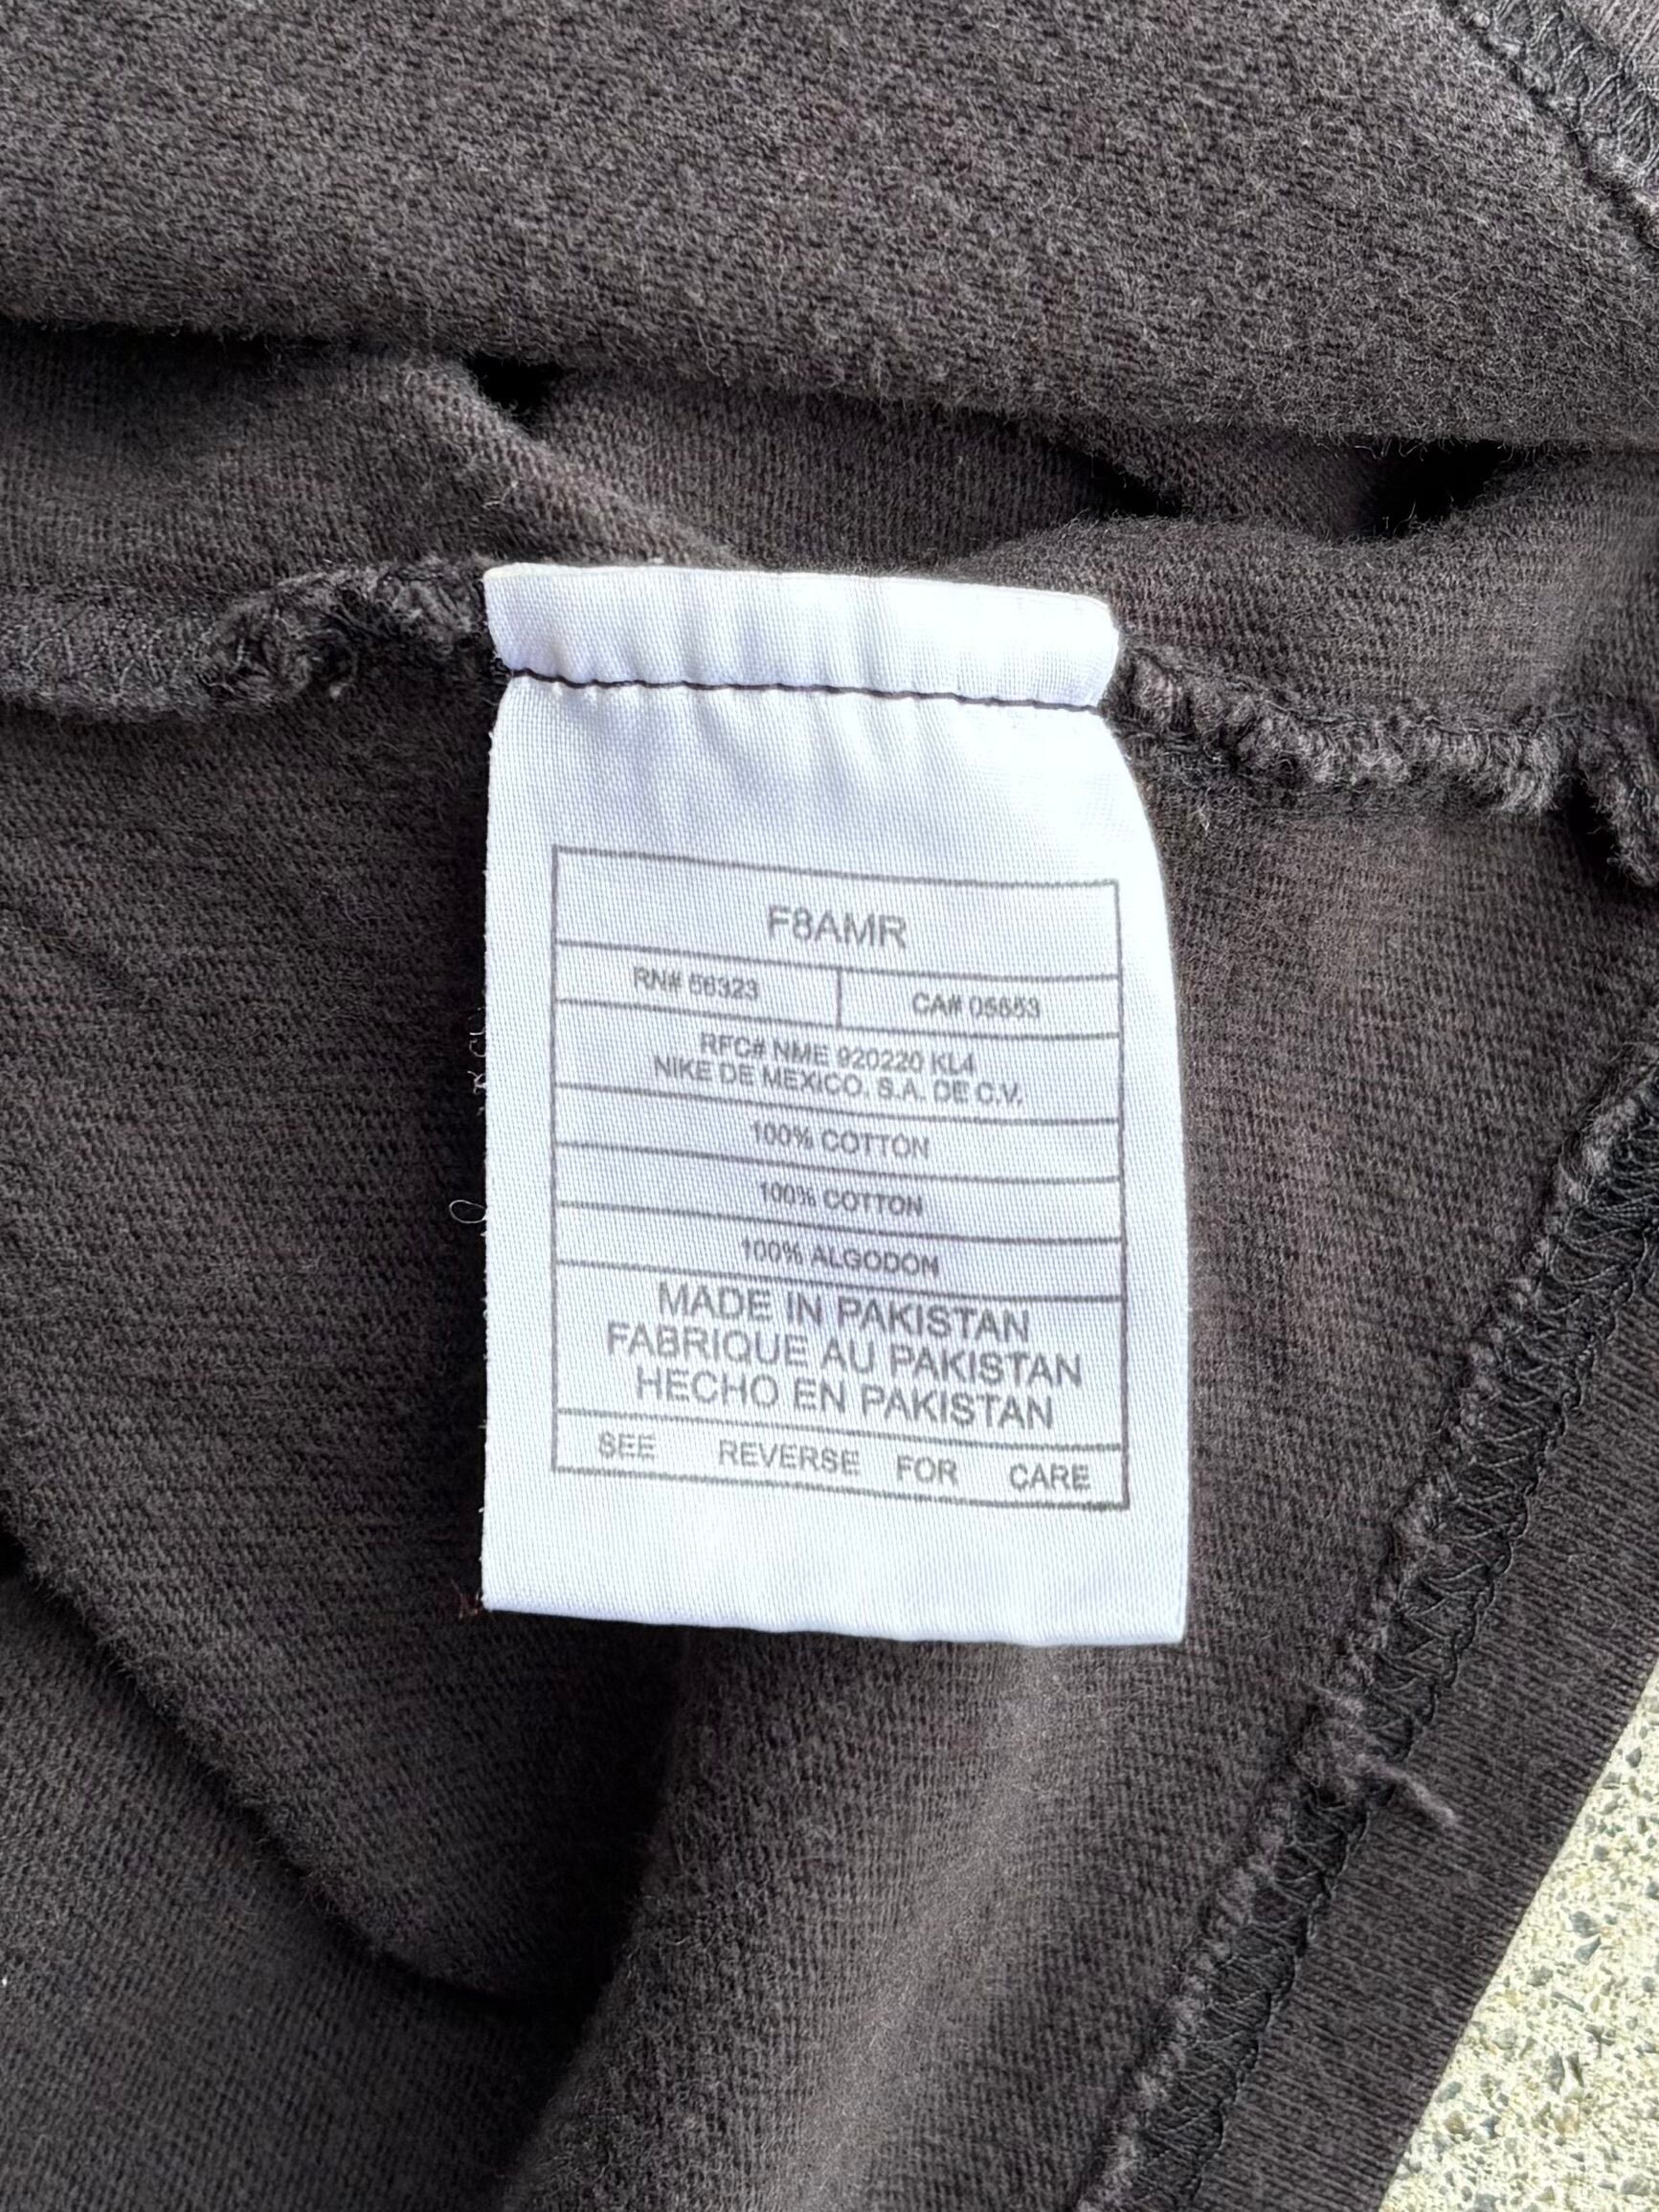 F8AMR
RN# 56323
CA# 05553
RFC# NME 920220 KL4
NIKE DE MEXICO. S.A. DE C.V.
100% COTTON
100% COTTON
100% ALGODON
MADE IN PAKISTAN
FABRIQUE AU PAKISTAN
HECHO EN PAKISTAN
SEE REVERSE FOR CARE